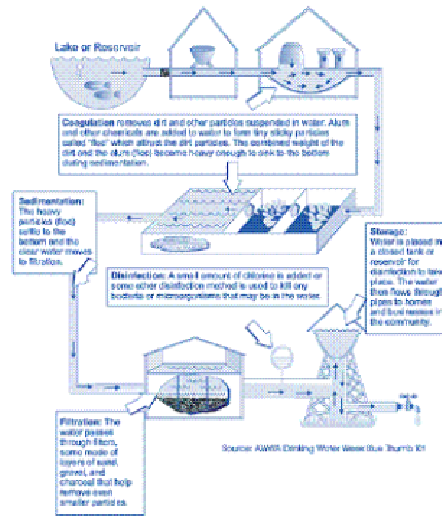 Lake or Reservoir
Coagulation removes dirt and other particles suspended in water. Alum
and other chemicals are added to water to form tiny sticky particles
called "floc" which attract the dirt particles. The combined weight of the
dirt and the alum (floc) become heavy enough to sink to the bottom
during sedimentation.
Sedimentation:
The heavy
particles (floc)
settle to the
bottom and the
clear water moves
to filtration.
Disinfection: A small amount of chlorine is added or
some other disinfection method is used to kill any
bacteria or microorganisms that may be in the water.
Storage:
Water is placed in
a closed tank or
reservoir for
disinfection to take
place. The water
then flows through
pipes to homes
and businesses in
the community.
Filtration: The
water passes
through filters,
some made of
layers of sand,
gravel, and
charcoal that help
remove even
smaller particles.
Source: AWWA Drinking Water Week Blue Thumb Kit